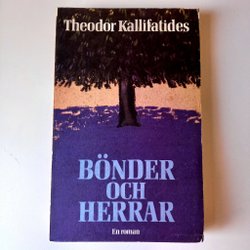 Theodor Kallifatides
BÖNDER
OCH
HERRAR
En roman